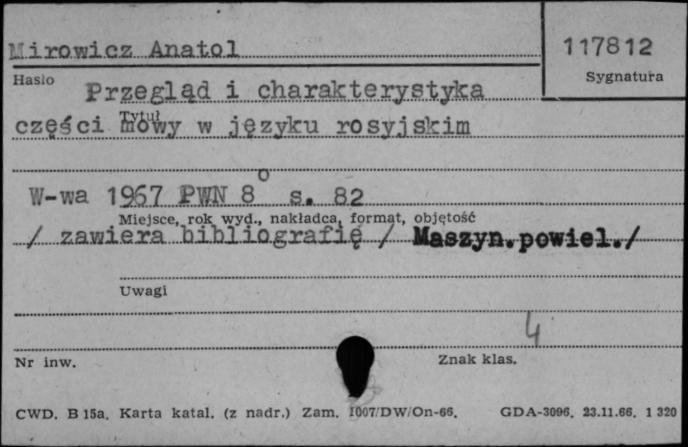 Mirowicz Anatol
117812
Hasło
Sygnatura
Przegląd i charakterystyka
Tytuł
części mowy w języku rosyjskim
W-wa 1967 PWN 8° s. 82
Miejsce, rok wyd., nakładca, format, objętość
/ zawiera bibliografię / Maszyn.powiel./
Uwagi
4
Nr inw.
Znak klas.
CWD. B 15a. Karta katal. (z nadr.) Zam. 1007/DW/On-66. GDA-3096. 23.11.66. 1 320